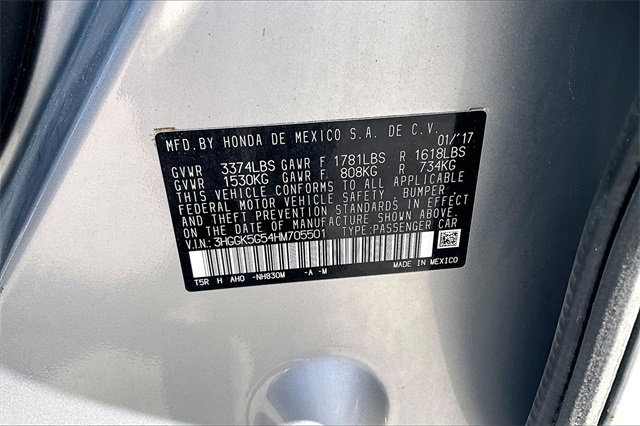 MFD. BY HONDA DE MEXICO S.A. DE C.V.
01/'17
GVWR 3374LBS GAWR F 1781LBS R 1618LBS
GVWR 1530KG GAWR F 808KG R 734KG
THIS VEHICLE CONFORMS TO ALL APPLICABLE
FEDERAL MOTOR VEHICLE SAFETY, BUMPER,
AND THEFT PREVENTION STANDARDS IN EFFECT
ON THE DATE OF MANUFACTURE SHOWN ABOVE.
V.I.N: 3HGGK5G54HM705501 TYPE:PASSENGER CAR
T5R H AHO -NH830M -A -M MADE IN MEXICO